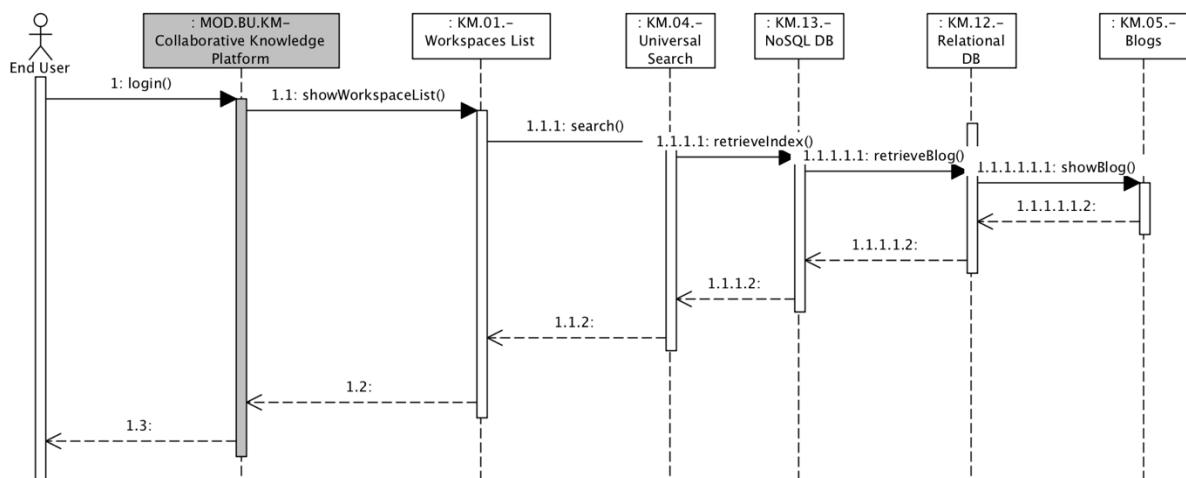 : MOD.BU.KM-
Collaborative Knowledge
Platform
: KM.01.-
Workspaces List
: KM.04.-
Universal
Search
: KM.13.-
NoSQL DB
: KM.12.-
Relational
DB
: KM.05.-
Blogs
End User
1: login()
1.1: showWorkspaceList()
1.1.1: search()
1.1.1.1: retrieveIndex()
1.1.1.1.1: retrieveBlog()
1.1.1.1.1.1: showBlog()
1.1.1.1.1.2:
1.1.1.1.2:
1.1.1.2:
1.1.2:
1.2:
1.3: